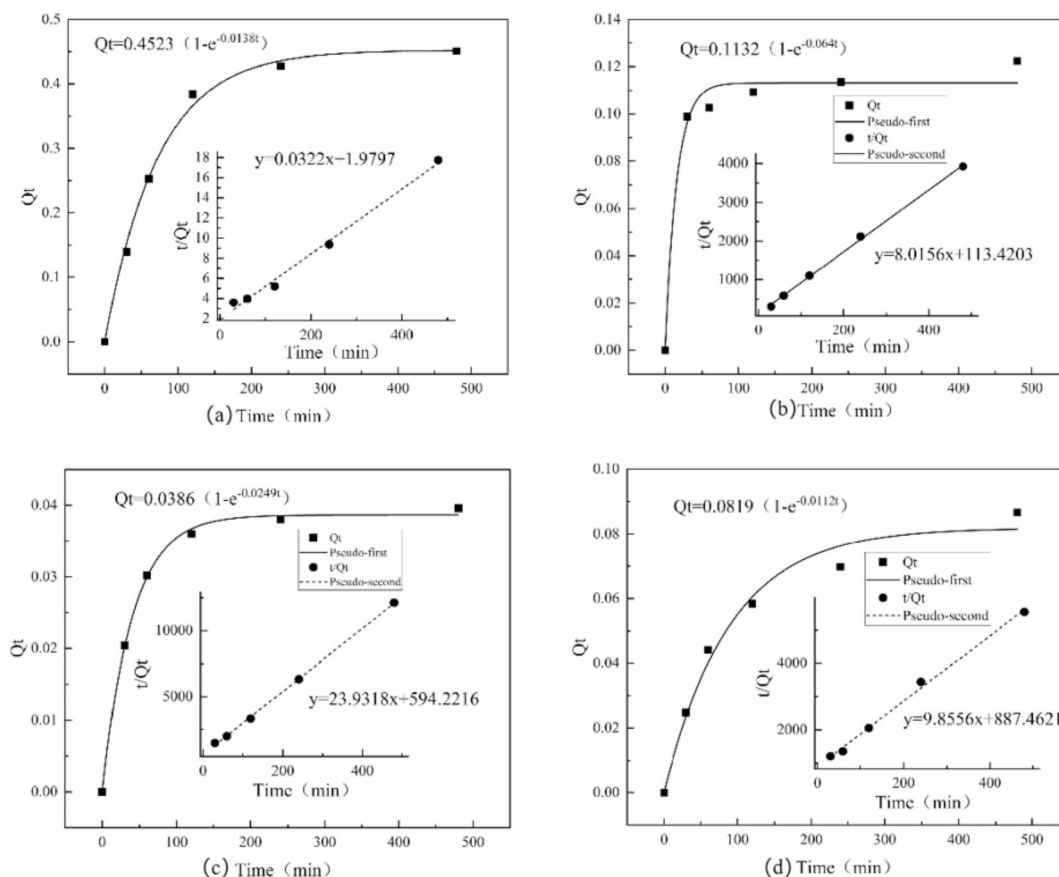 Qt=0.4523（1-e-0.0138t）
0.5
0.4
0.3
0.2
0.1
0.0
Qt
y=0.0322x+1.9797
18
16
14
12
10
8
6
4
2
t/Qt
0 200 400
Time (min)
0 100 200 300 400 500
(a) Time（min）
Qt=0.1132（1-e-0.064t）
0.14
0.12
0.10
0.08
0.06
0.04
0.02
0.00
Qt
Qt
Pseudo-first
t/Qt
Pseudo-second
4000
3000
2000
1000
t/Qt
y=8.0156x+113.4203
0 200 400
Time (min)
0 100 200 300 400 500
(b) Time（min）
Qt=0.0386（1-e-0.0249t）
0.04
0.03
0.02
0.01
0.00
Qt
Qt
Pseudo-first
t/Qt
Pseudo-second
10000
5000
t/Qt
y=23.9318x+594.2216
0 200 400
Time (min)
0 100 200 300 400 500
(c) Time（min）
Qt=0.0819（1-e-0.0112t）
0.10
0.08
0.06
0.04
0.02
0.00
Qt
Qt
Pseudo-first
t/Qt
Pseudo-second
4000
2000
t/Qt
y=9.8556x+887.4621
0 200 400
Time (min)
0 100 200 300 400 500
(d) Time（min）